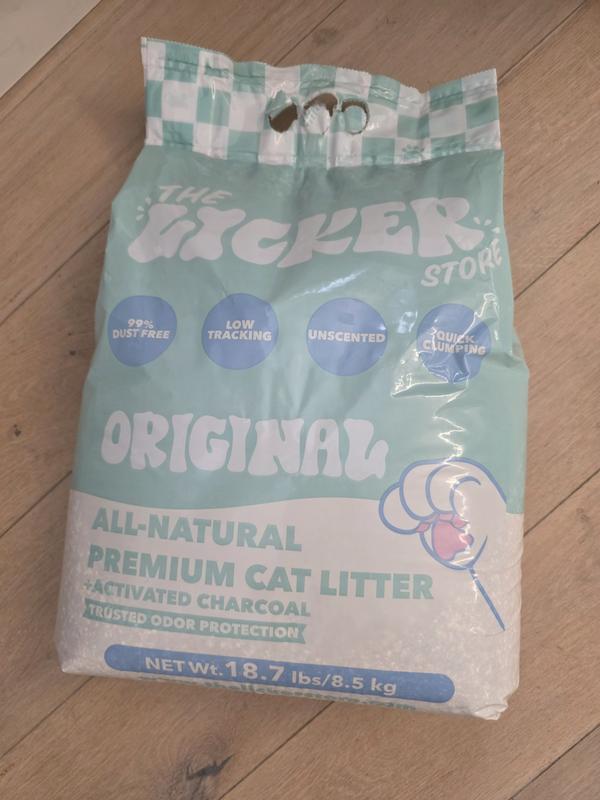 THE
LICKER
STORE
99%
DUST FREE
LOW
TRACKING
UNSCENTED
QUICK
CLUMPING
ORIGINAL
ALL-NATURAL
PREMIUM CAT LITTER
+ACTIVATED CHARCOAL
TRUSTED ODOR PROTECTION
NET Wt. 18.7 lbs/8.5 kg